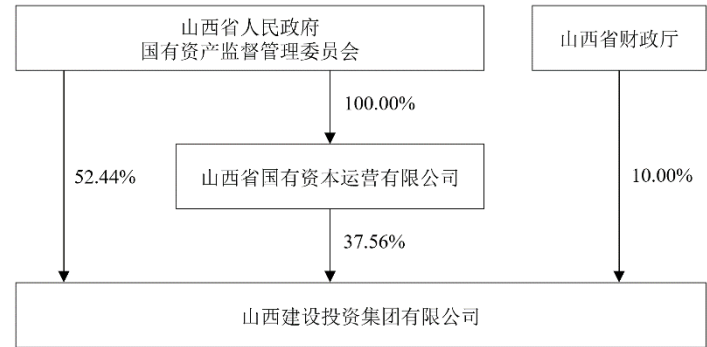 山西省人民政府
国有资产监督管理委员会
山西省财政厅
100.00%
山西省国有资本运营有限公司
52.44%
10.00%
37.56%
山西建设投资集团有限公司